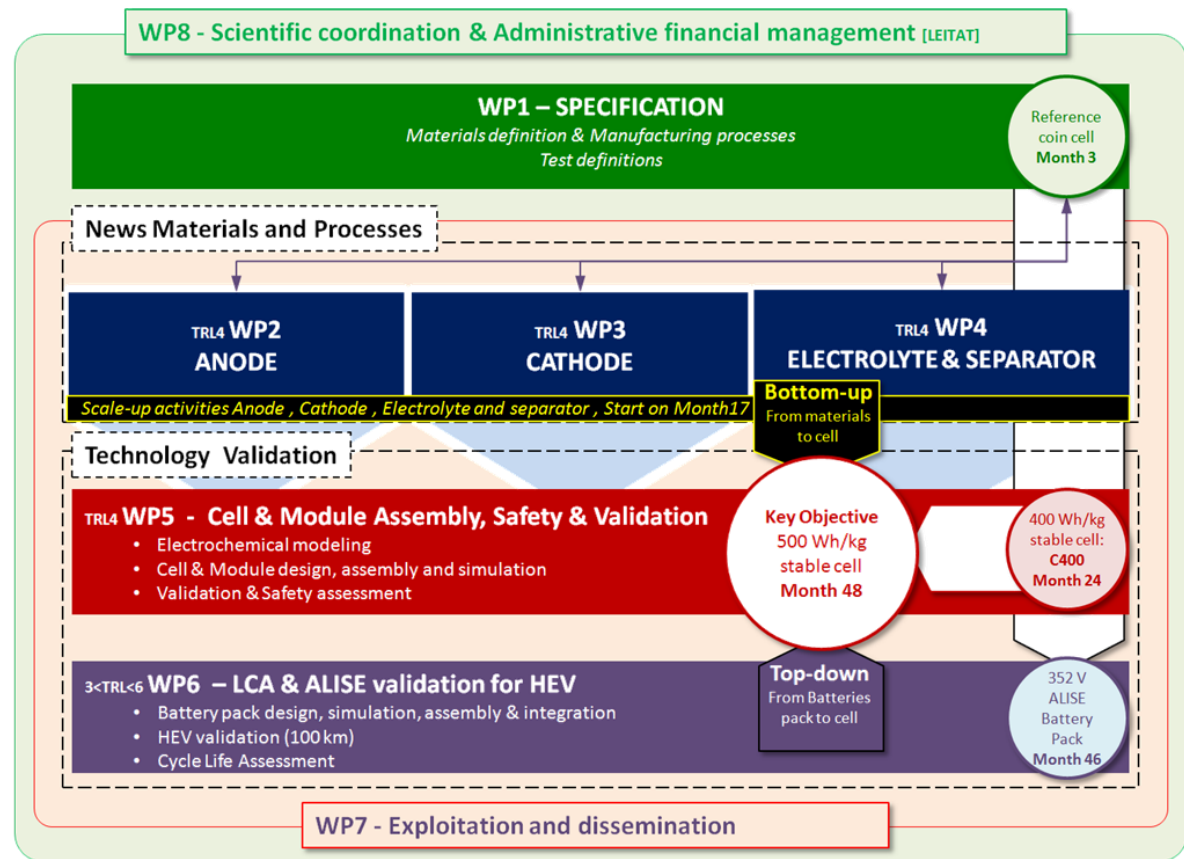 WP8 - Scientific coordination & Administrative financial management [LEITAT]
WP1 – SPECIFICATION
Materials definition & Manufacturing processes
Test definitions
Reference
coin cell
Month 3
News Materials and Processes
TRL4 WP2
ANODE
TRL4 WP3
CATHODE
TRL4 WP4
ELECTROLYTE & SEPARATOR
Scale-up activities Anode , Cathode , Electrolyte and separator , Start on Month17
Bottom-up
From materials
to cell
Technology Validation
TRL4 WP5 - Cell & Module Assembly, Safety & Validation
• Electrochemical modeling
• Cell & Module design, assembly and simulation
• Validation & Safety assessment
Key Objective
500 Wh/kg
stable cell
Month 48
400 Wh/kg
stable cell:
C400
Month 24
3<TRL<6 WP6 – LCA & ALISE validation for HEV
• Battery pack design, simulation, assembly & integration
• HEV validation (100 km)
• Cycle Life Assessment
Top-down
From Batteries
pack to cell
352 V
ALISE
Battery
Pack
Month 46
WP7 - Exploitation and dissemination